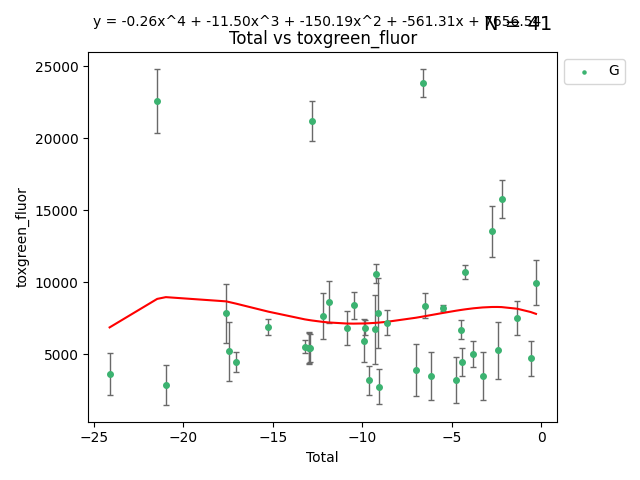 y = -0.26x^4 + -11.50x^3 + -150.19x^2 + -561.31x + 7656.54
N = 41
Total vs toxgreen_fluor
G
25000
20000
15000
10000
5000
toxgreen_fluor
−25 −20 −15 −10 −5 0
Total